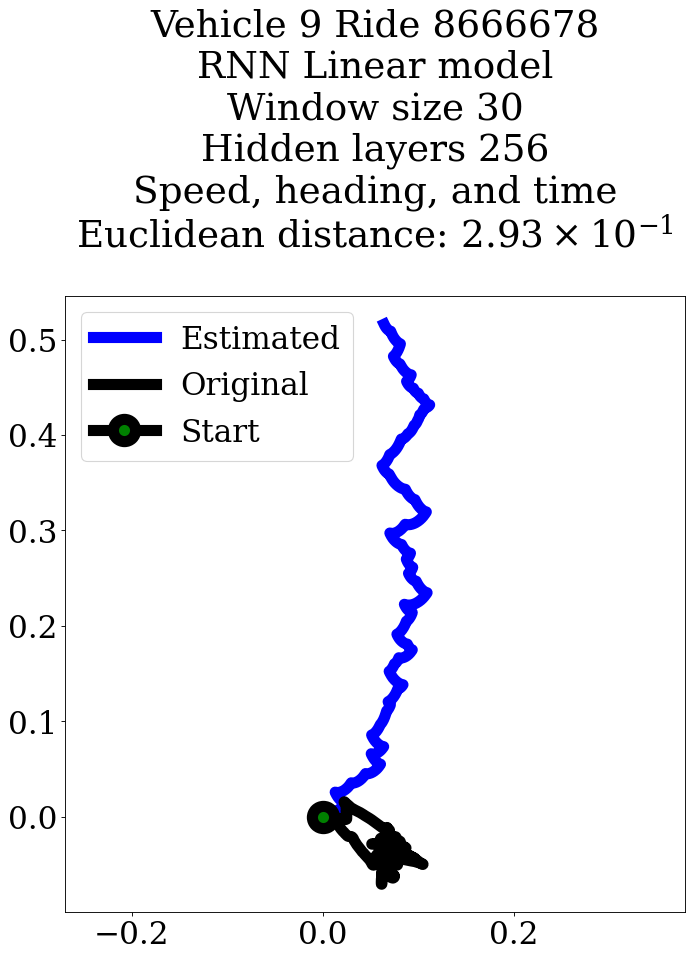 Vehicle 9 Ride 8666678
RNN Linear model
Window size 30
Hidden layers 256
Speed, heading, and time
Euclidean distance: 2.93 × 10⁻¹
Estimated
Original
Start
0.5
0.4
0.3
0.2
0.1
0.0
−0.2 0.0 0.2